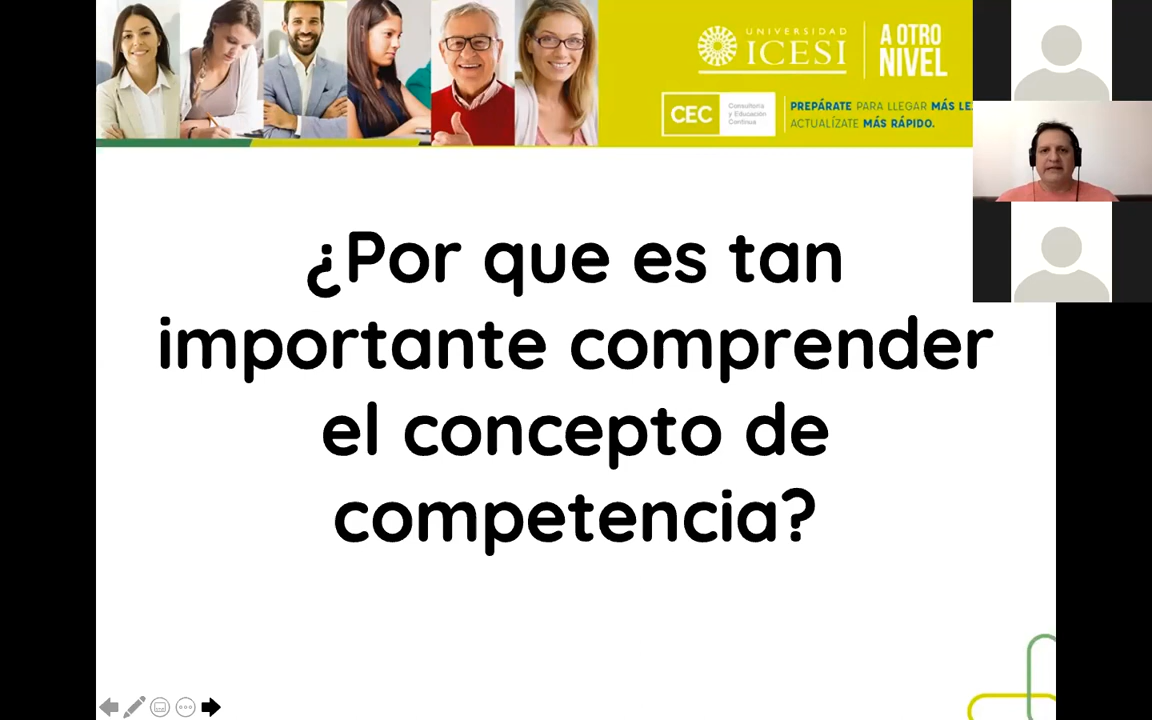 UNIVERSIDAD
ICESI
A OTRO
NIVEL
CEC
Consultoría
y Educación
Continua
PREPÁRATE PARA LLEGAR MÁS LE
ACTUALÍZATE MÁS RÁPIDO.
¿Por que es tan
importante comprender
el concepto de
competencia?